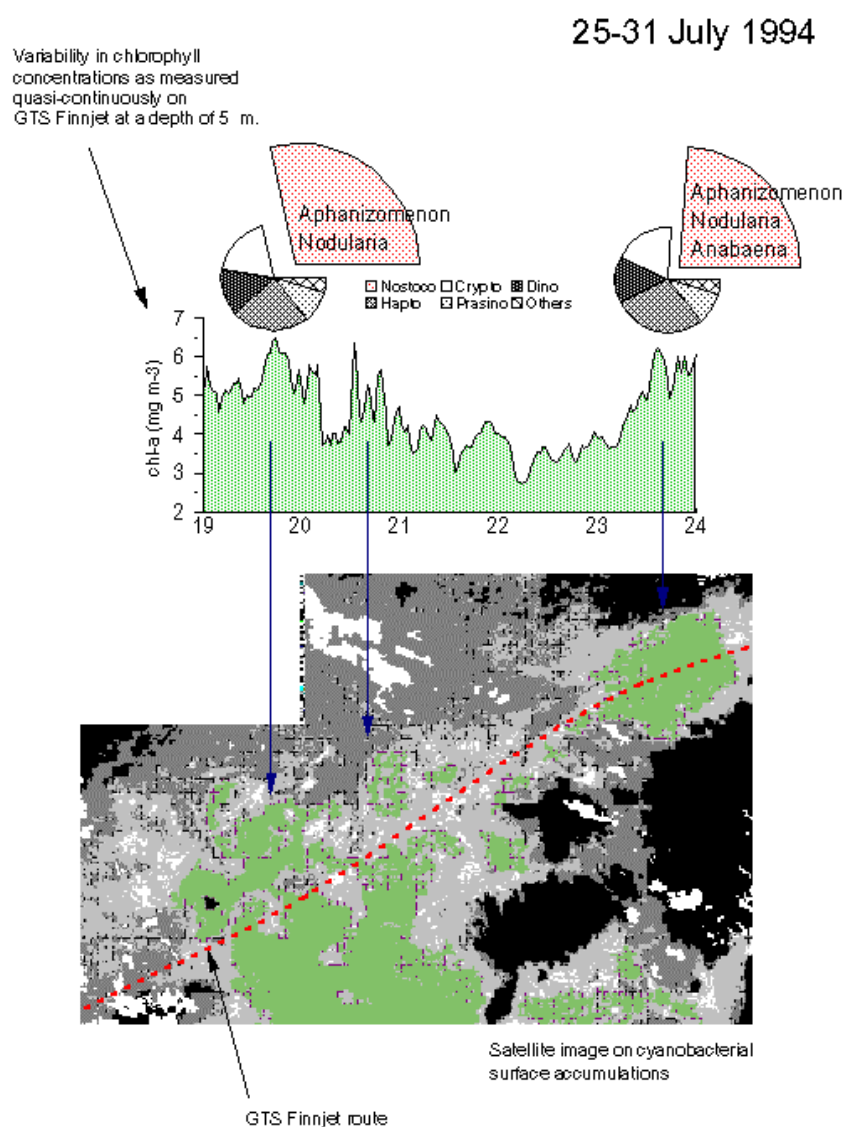 25-31 July 1994
Variability in chlorophyll
concentrations as measured
quasi-continuously on
GTS Finnjet at a depth of 5 m.
Aphanizomenon
Nodularia
Aphanizomenon
Nodularia
Anabaena
Nostoco Crypto Dino
Hapto Prasino Others
chl-a (mg m-3)
7
6
5
4
3
2
19 20 21 22 23 24
Satellite image on cyanobacterial
surface accumulations
GTS Finnjet route